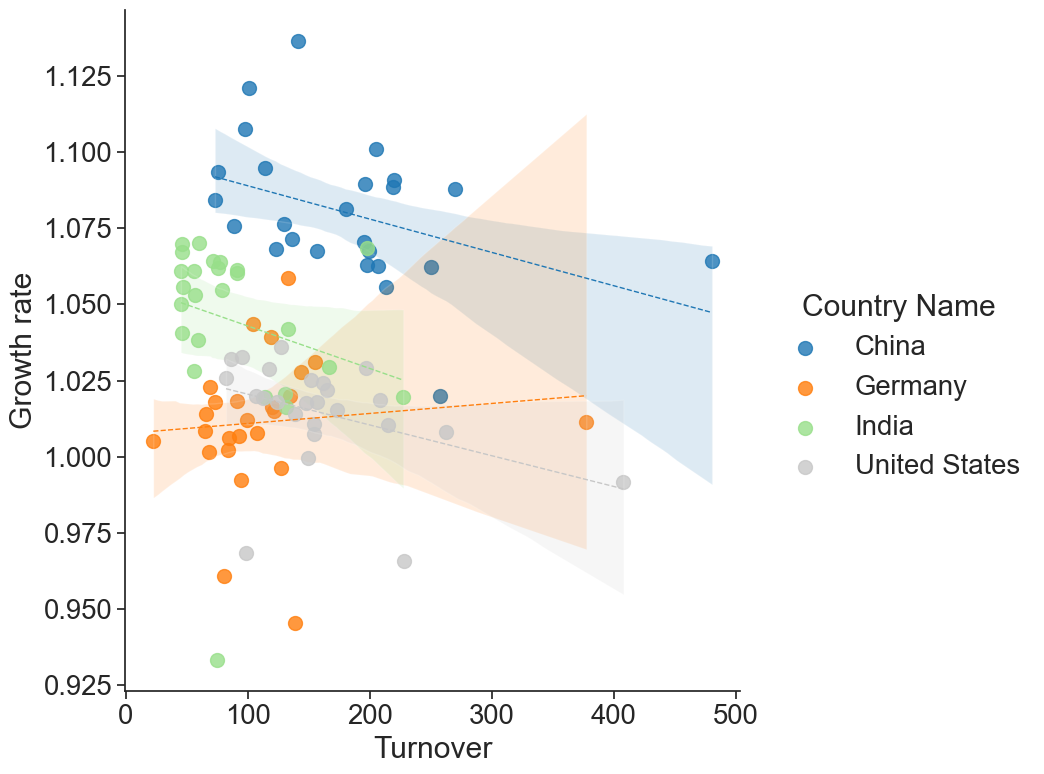 1.125
1.100
1.075
1.050
1.025
1.000
0.975
0.950
0.925
Growth rate
0 100 200 300 400 500
Turnover
Country Name
China
Germany
India
United States